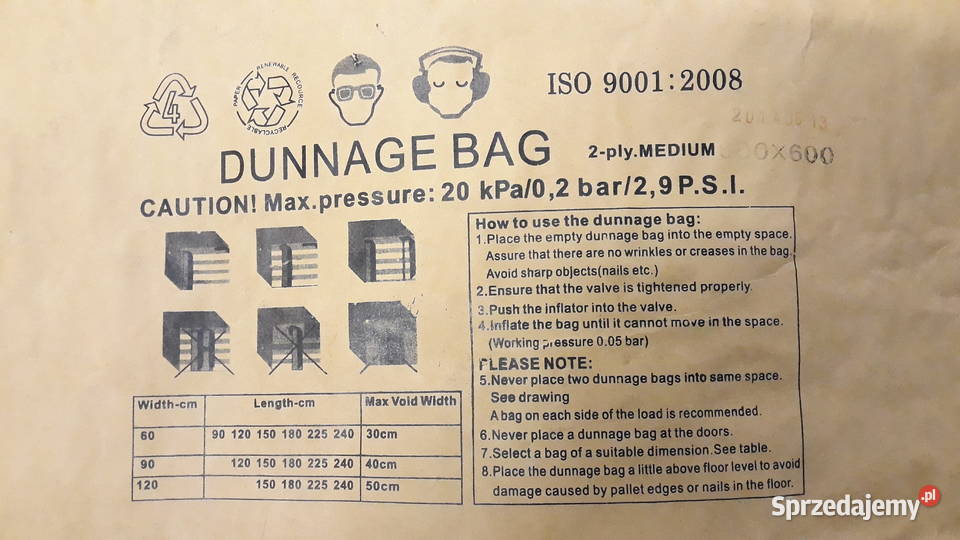 4
PAPER RENEWABLE RECOURCE
RECYCLABLE
ISO 9001:2008
DUNNAGE BAG
2-ply.MEDIUM
X600
CAUTION! Max.pressure: 20 kPa/0,2 bar/2,9 P.S.I.
How to use the dunnage bag:
1.Place the empty dunnage bag into the empty space.
Assure that there are no wrinkles or creases in the bag.
Avoid sharp objects(nails etc.)
2.Ensure that the valve is tightened properly.
3.Push the inflator into the valve.
4.Inflate the bag until it cannot move in the space.
(Working pressure 0.05 bar)
PLEASE NOTE:
5.Never place two dunnage bags into same space.
See drawing
A bag on each side of the load is recommended.
6.Never place a dunnage bag at the doors.
7.Select a bag of a suitable dimension.See table.
8.Place the dunnage bag a little above floor level to avoid
damage caused by pallet edges or nails in the floor.
Width-cm Length-cm Max Void Width
60 90 120 150 180 225 240 30cm
90 120 150 180 225 240 40cm
120 150 180 225 240 50cm
Sprzedajemy.pl